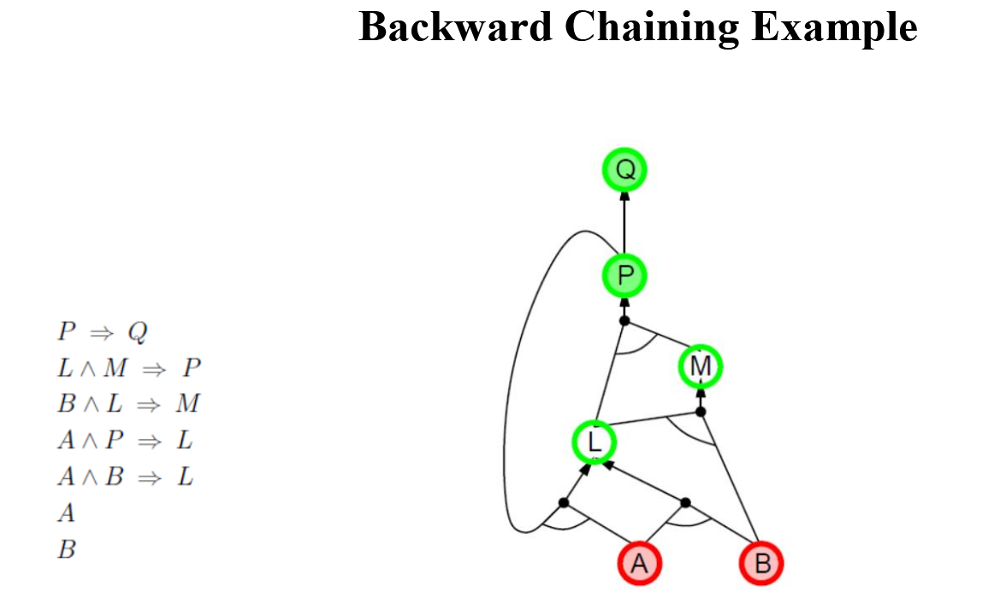 Backward Chaining Example
Q
P
P ⇒ Q
L ∧ M ⇒ P
M
B ∧ L ⇒ M
A ∧ P ⇒ L
L
A ∧ B ⇒ L
A
B
A
B